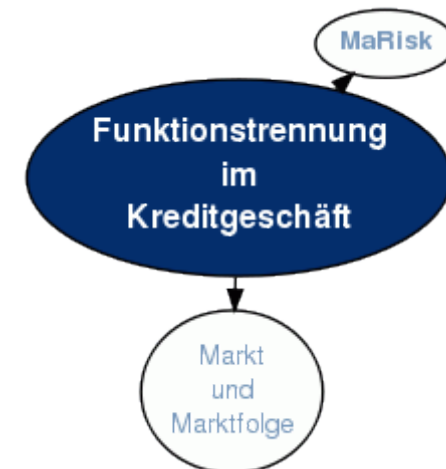 MaRisk
Funktionstrennung
im
Kreditgeschäft
Markt
und
Marktfolge